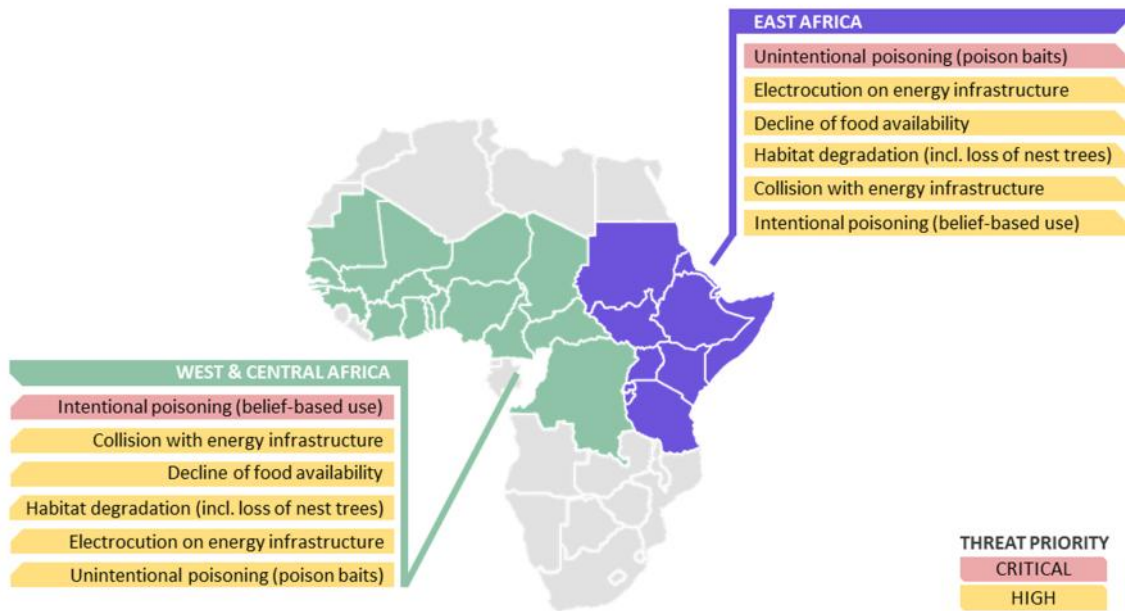 EAST AFRICA
Unintentional poisoning (poison baits)
Electrocution on energy infrastructure
Decline of food availability
Habitat degradation (incl. loss of nest trees)
Collision with energy infrastructure
Intentional poisoning (belief-based use)
WEST & CENTRAL AFRICA
Intentional poisoning (belief-based use)
Collision with energy infrastructure
Decline of food availability
Habitat degradation (incl. loss of nest trees)
Electrocution on energy infrastructure
Unintentional poisoning (poison baits)
THREAT PRIORITY
CRITICAL
HIGH